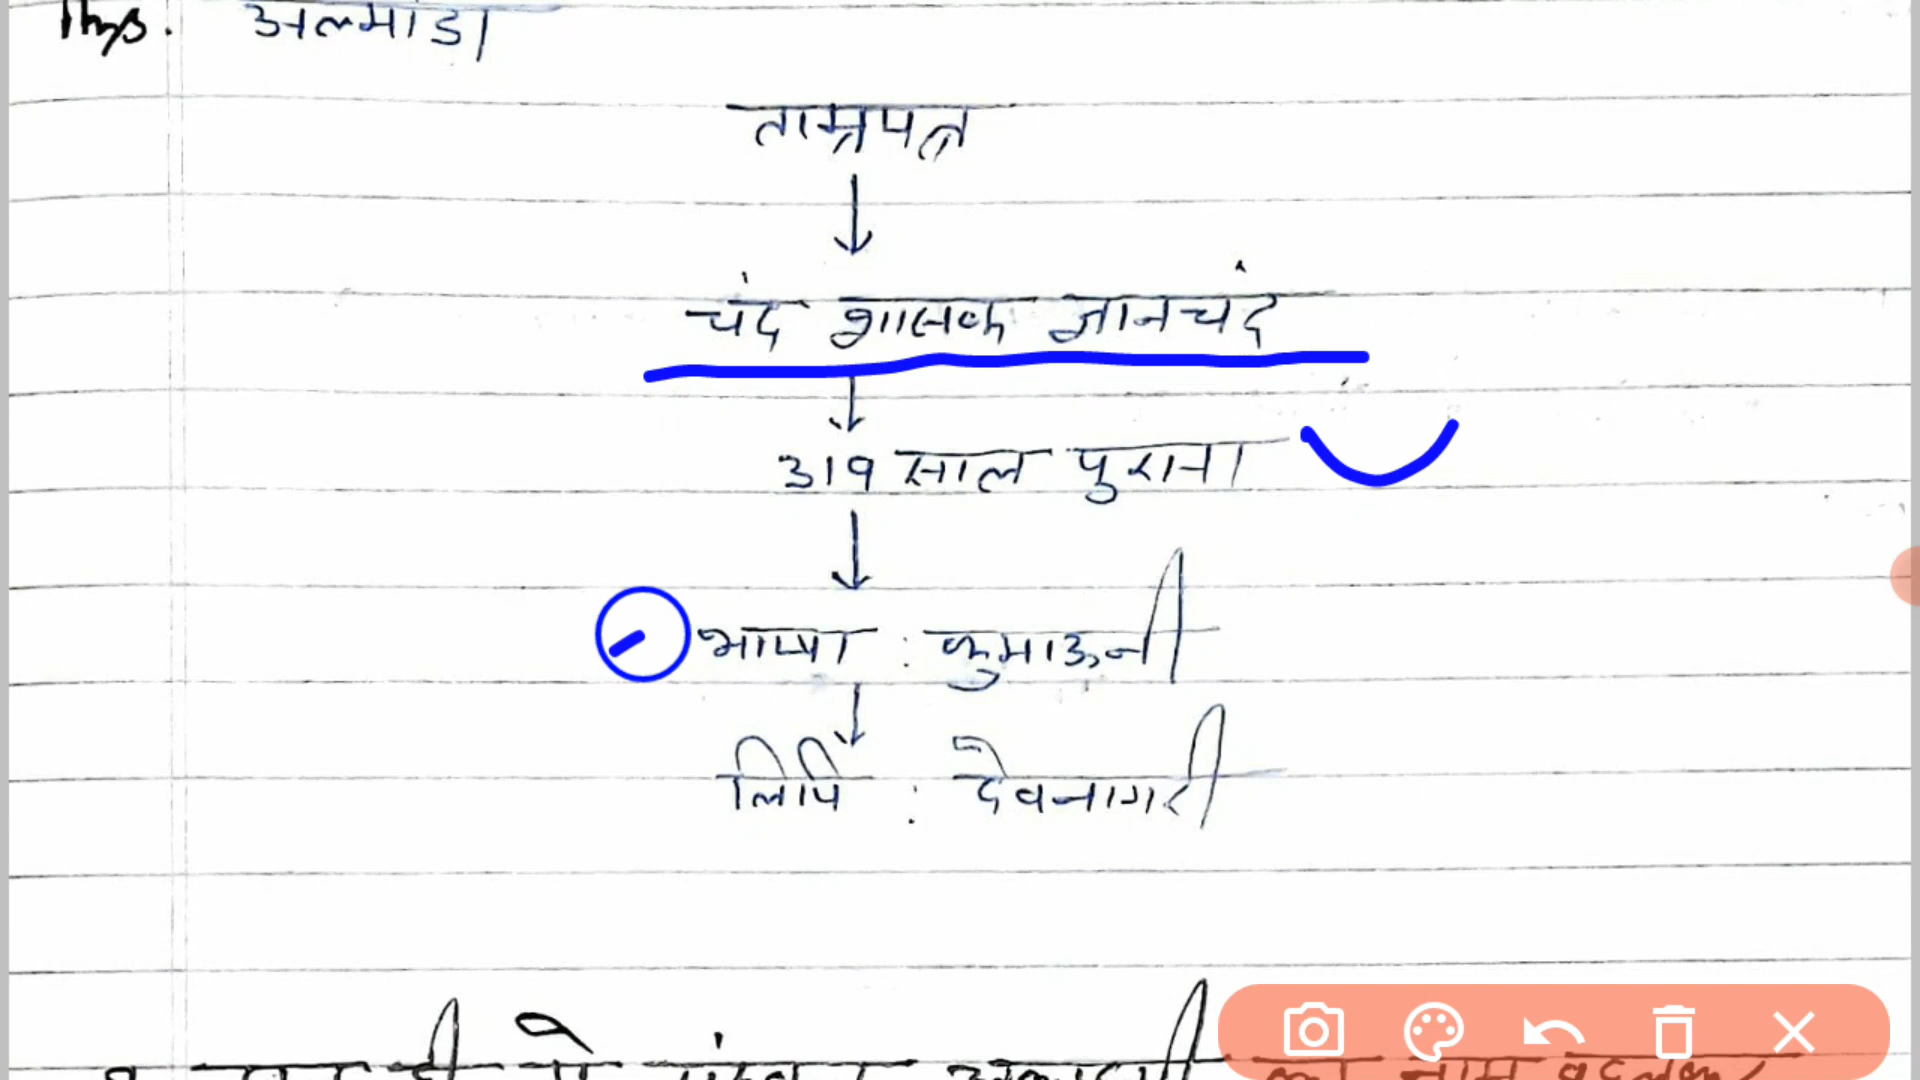 Ans. अल्मोडा
ताम्रपत्र
चंद शासक ज्ञानचंद
319 साल पुराना
भाषा : कुमाऊनी
लिपि : देवनागरी